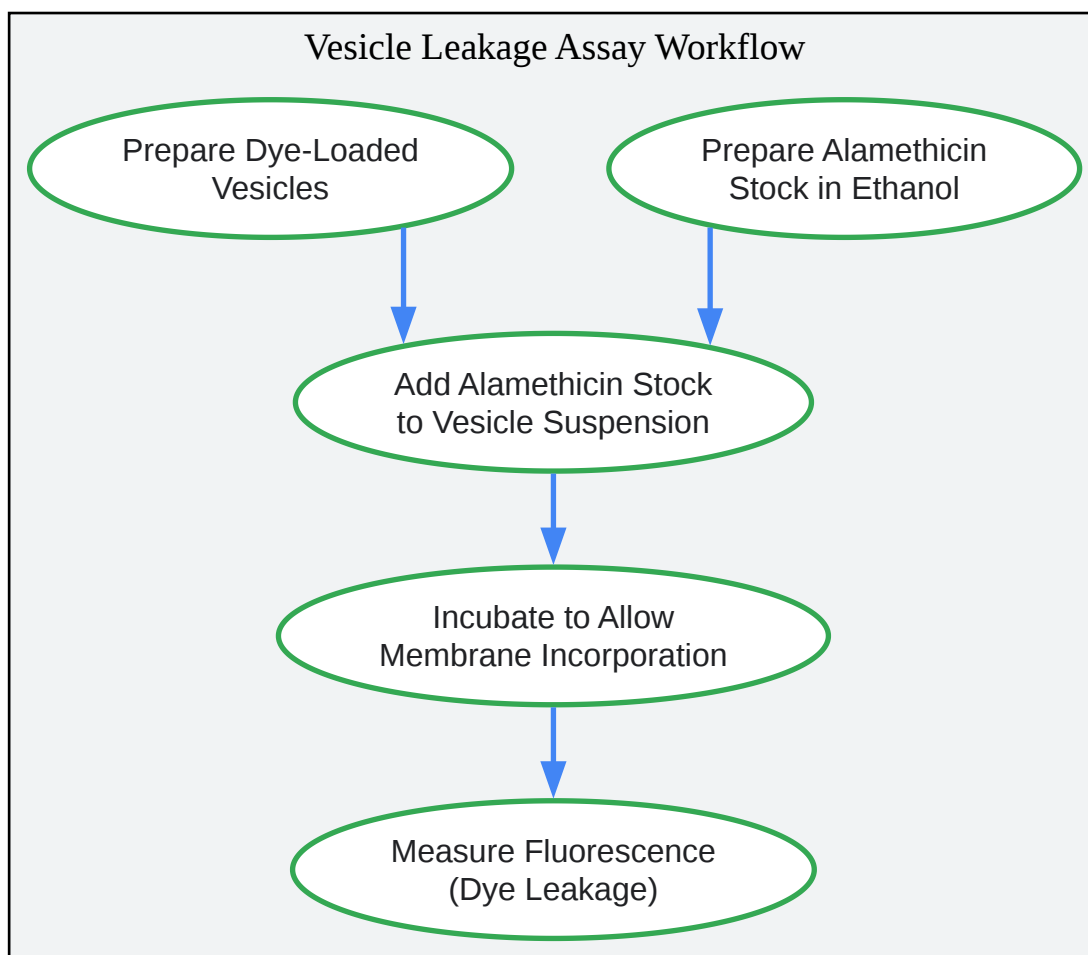 Vesicle Leakage Assay Workflow
Prepare Dye-Loaded
Vesicles
Prepare Alamethicin
Stock in Ethanol
Add Alamethicin Stock
to Vesicle Suspension
Incubate to Allow
Membrane Incorporation
Measure Fluorescence
(Dye Leakage)